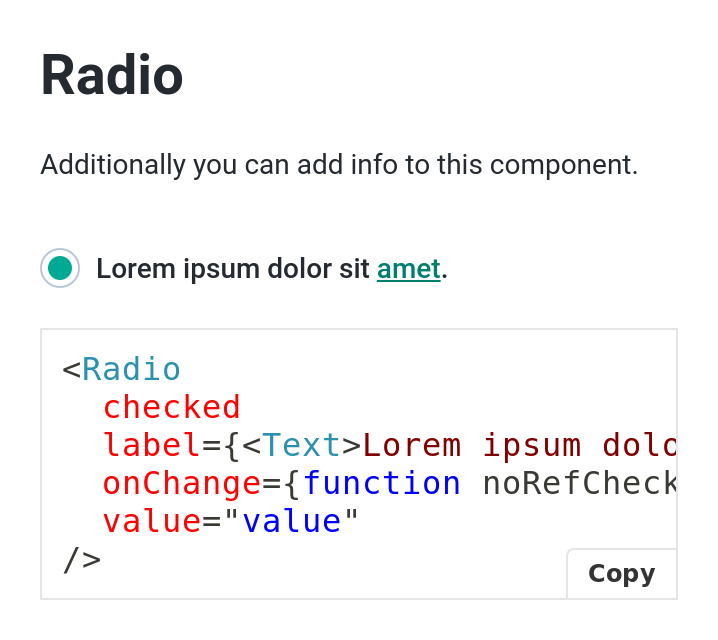 Radio
Additionally you can add info to this component.
Lorem ipsum dolor sit amet.
<Radio
  checked
  label={<Text>Lorem ipsum dolo
  onChange={function noRefCheck
  value="value"
/>
Copy